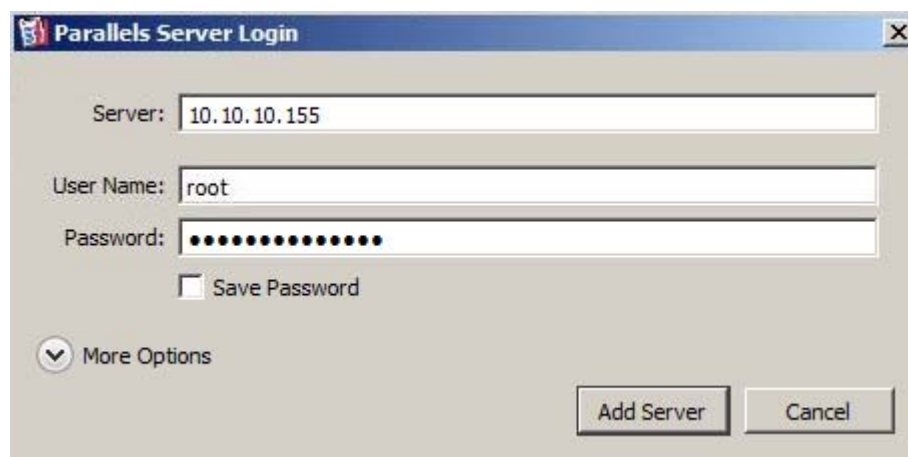 Parallels Server Login
Server: 10.10.10.155
User Name: root
Password: ●●●●●●●●●●●●●●
Save Password
More Options
Add Server Cancel